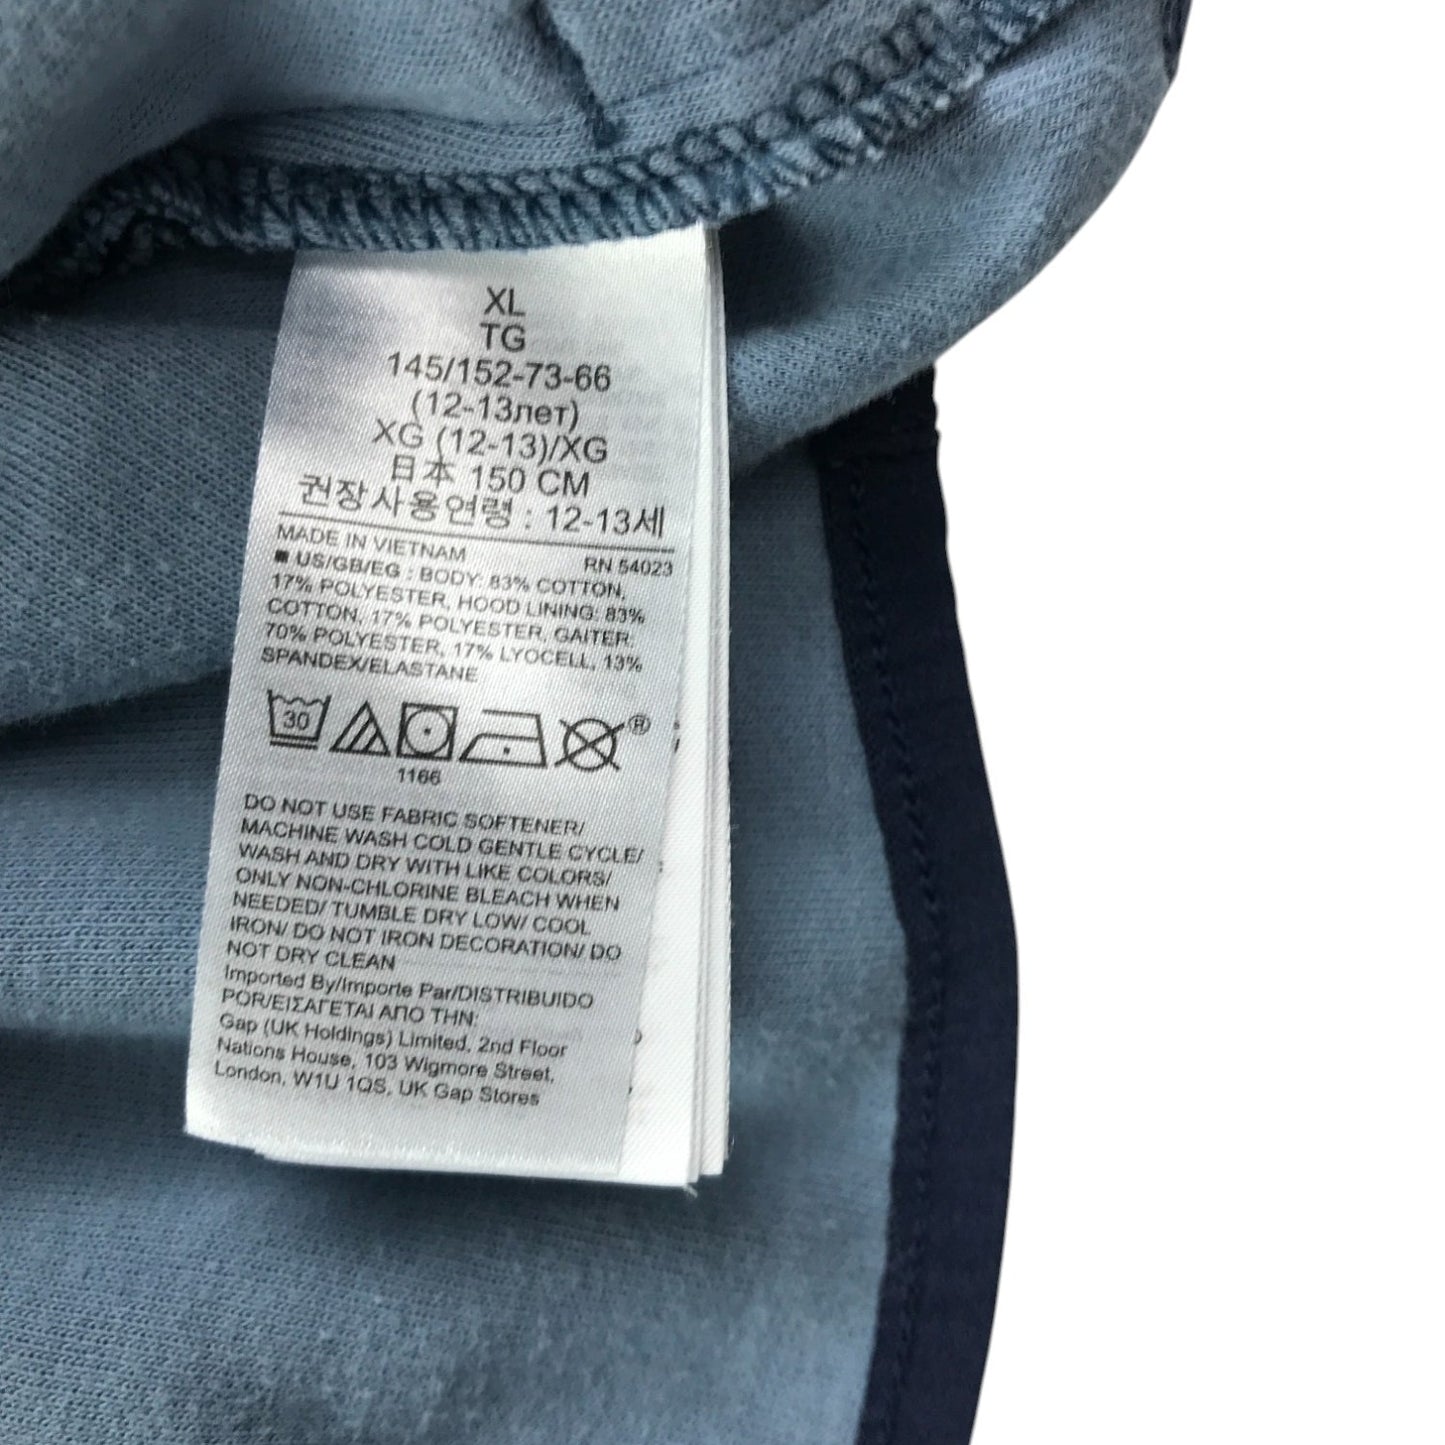 XL
TG
145/152-73-66
(12-13лет)
XG (12-13)/XG
日本 150 CM
권장사용연령 : 12-13세
MADE IN VIETNAM
RN 54023
■ US/GB/EG : BODY: 83% COTTON,
17% POLYESTER, HOOD LINING: 83%
COTTON, 17% POLYESTER, GAITER:
70% POLYESTER, 17% LYOCELL, 13%
SPANDEX/ELASTANE
30
®
1166
DO NOT USE FABRIC SOFTENER/
MACHINE WASH COLD GENTLE CYCLE/
WASH AND DRY WITH LIKE COLORS/
ONLY NON-CHLORINE BLEACH WHEN
NEEDED/ TUMBLE DRY LOW/ COOL
IRON/ DO NOT IRON DECORATION/ DO
NOT DRY CLEAN
Imported By/Importe Par/DISTRIBUIDO
POR/ΕΙΣΑΓΕΤΑΙ ΑΠΟ ΤΗΝ:
Gap (UK Holdings) Limited, 2nd Floor
Nations House, 103 Wigmore Street,
London, W1U 1QS, UK Gap Stores